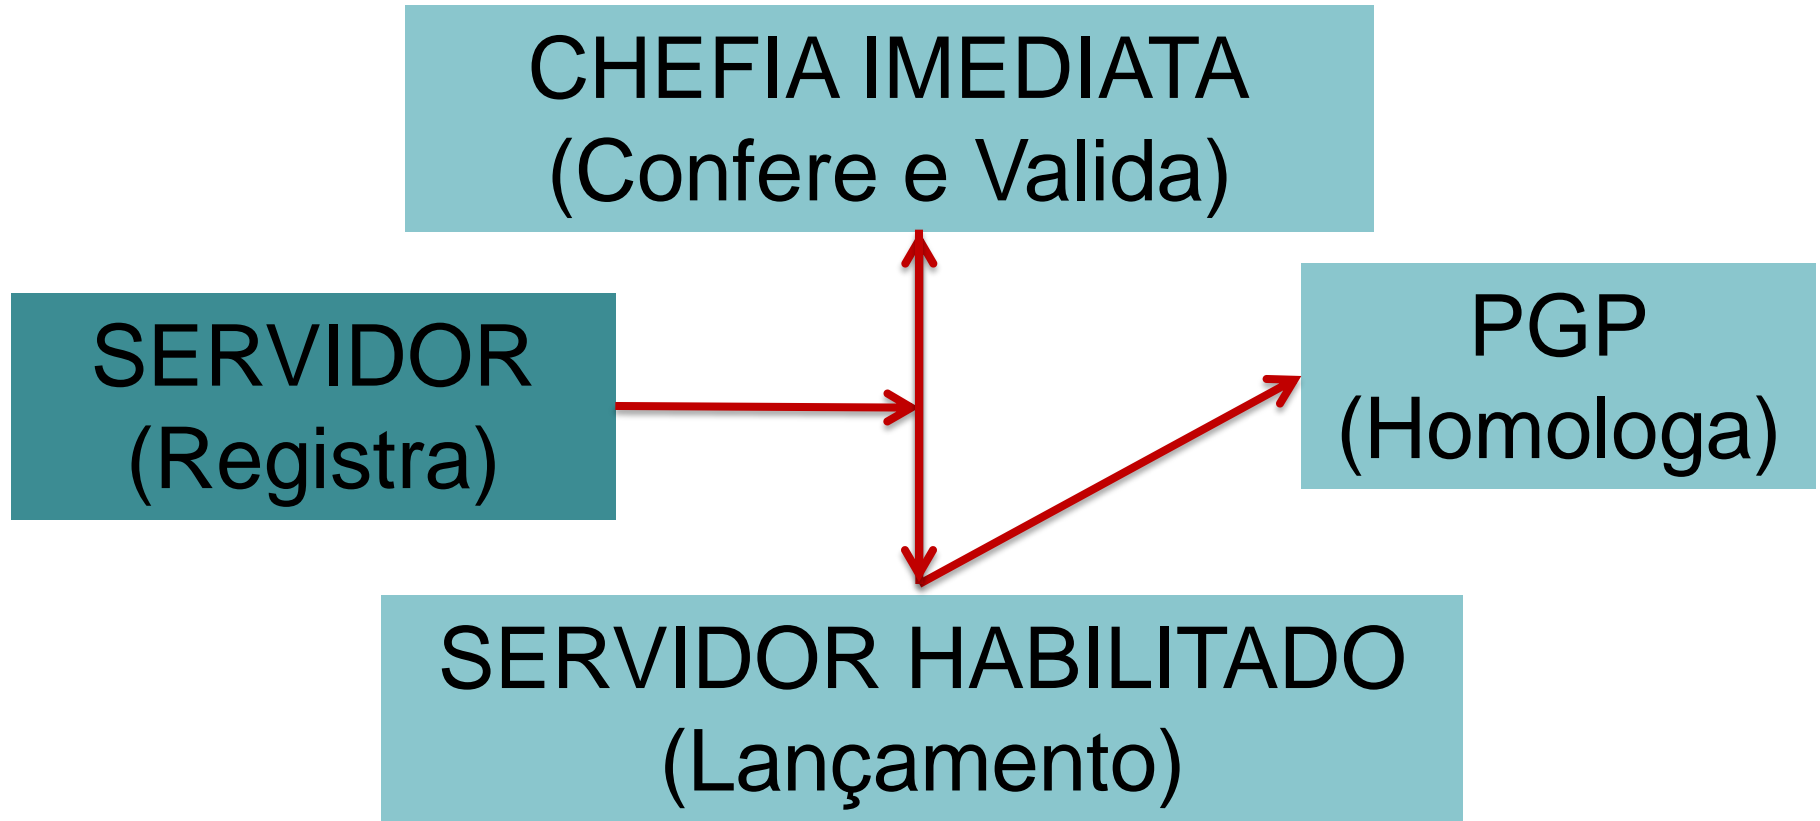 CHEFIA IMEDIATA
(Confere e Valida)
SERVIDOR
(Registra)
PGP
(Homologa)
SERVIDOR HABILITADO
(Lançamento)